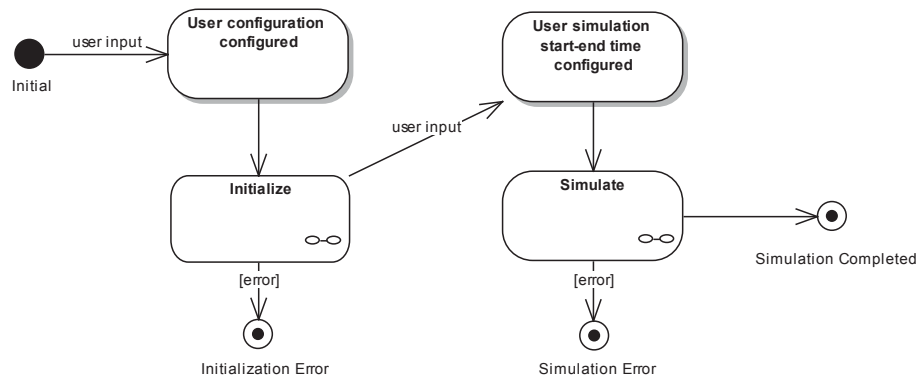 User configuration
configured
User simulation
start-end time
configured
user input
Initial
user input
Initialize
Simulate
Simulation Completed
[error]
[error]
Initialization Error
Simulation Error